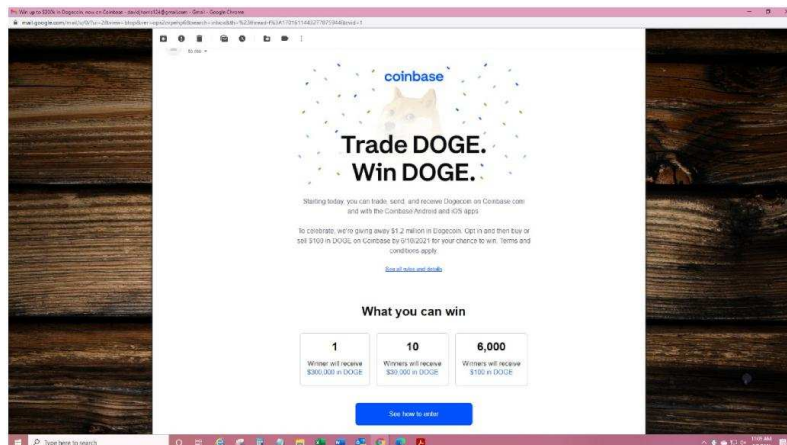 to me
coinbase
Trade DOGE.
Win DOGE.
Starting today, you can trade, send, and receive Dogecoin on Coinbase.com
and with the Coinbase Android and iOS apps.
To celebrate, we're giving away $1.2 million in Dogecoin. Opt in and then buy or
sell $100 in DOGE on Coinbase by 6/10/2021 for your chance to win. Terms and
conditions apply.
See all rules and details
What you can win
1
10
6,000
Winner will receive
Winners will receive
Winners will receive
$300,000 in DOGE
$30,000 in DOGE
$100 in DOGE
See how to enter
Type here to search